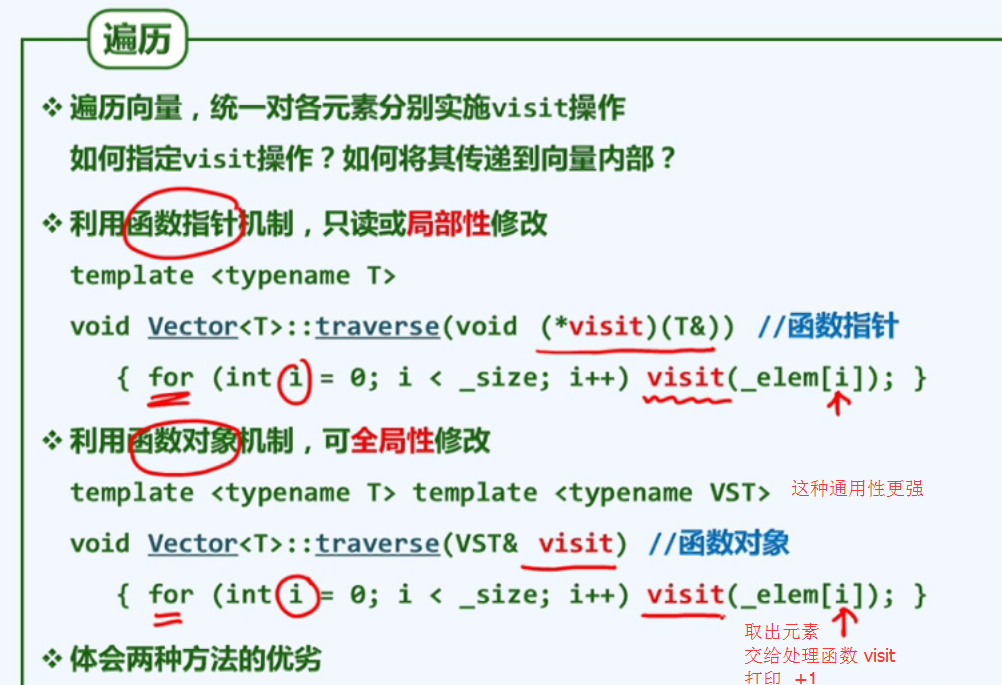 遍历
❖ 遍历向量，统一对各元素分别实施visit操作
如何指定visit操作？如何将其传递到向量内部？
❖ 利用函数指针机制，只读或局部性修改
template <typename T>
void Vector<T>::traverse(void (*visit)(T&)) //函数指针
{ for (int i = 0; i < _size; i++) visit(_elem[i]); }
❖ 利用函数对象机制，可全局性修改
template <typename T> template <typename VST> 这种通用性更强
void Vector<T>::traverse(VST& visit) //函数对象
{ for (int i = 0; i < _size; i++) visit(_elem[i]); }
取出元素
❖ 体会两种方法的优劣
交给处理函数 visit
打印 +1